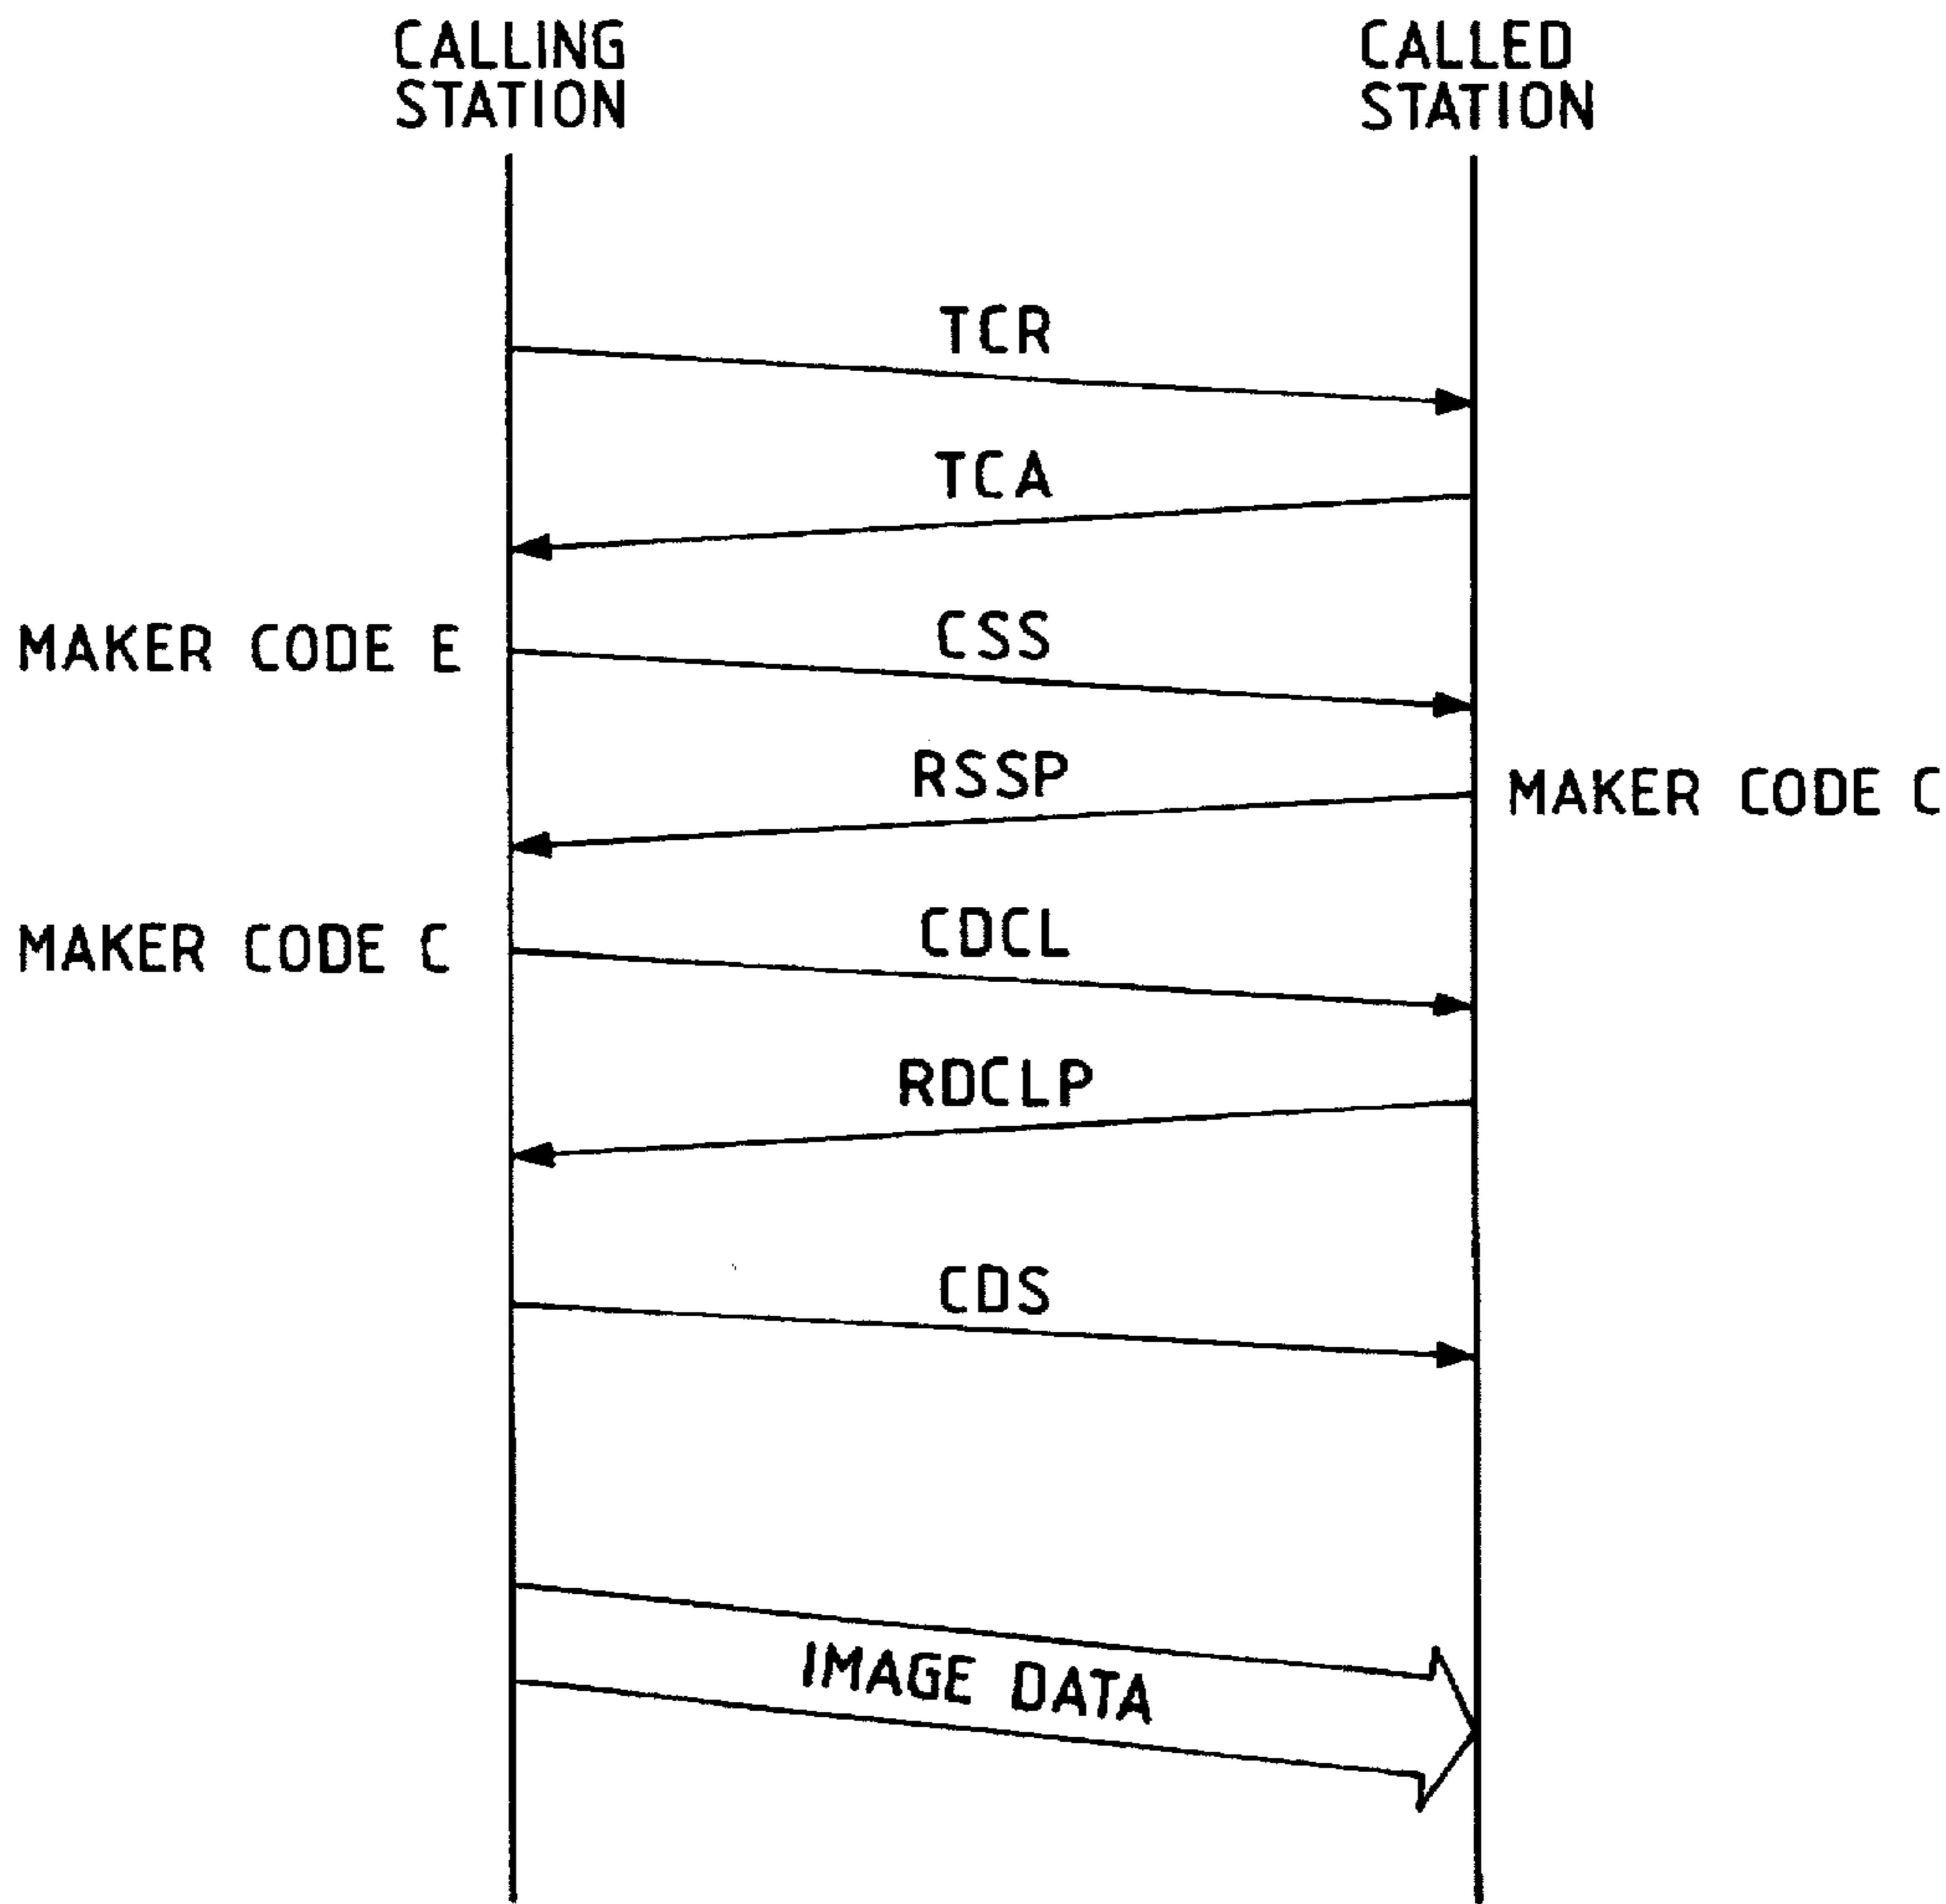 CALLING
STATION
CALLED
STATION
TCR
TCA
MAKER CODE E
CSS
RSSP
MAKER CODE C
MAKER CODE C
CDCL
RDCLP
CDS
IMAGE DATA